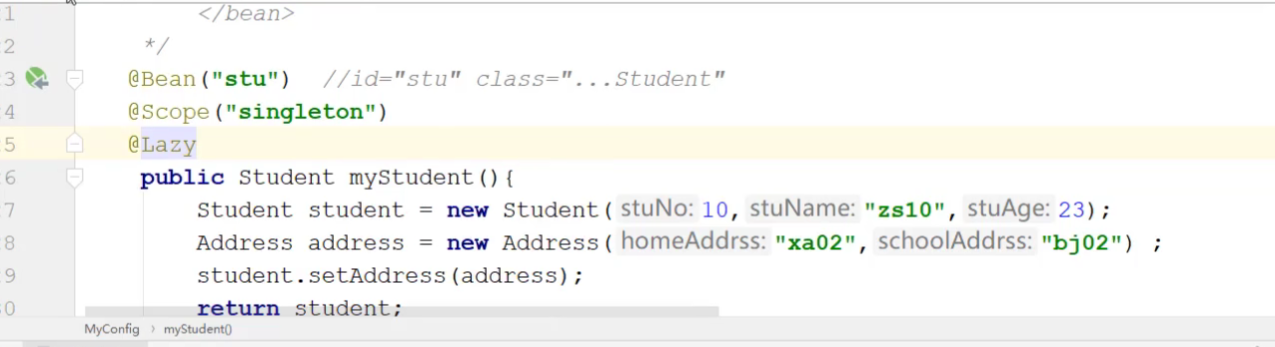 1 </bean>
2 */
3 @Bean("stu") //id="stu" class="...Student"
4 @Scope("singleton")
5 @Lazy
6 public Student myStudent(){
7 Student student = new Student( stuNo: 10, stuName: "zs10", stuAge: 23);
8 Address address = new Address( homeAddrss: "xa02", schoolAddrss: "bj02") ;
9 student.setAddress(address);
0 return student;
MyConfig › myStudent()